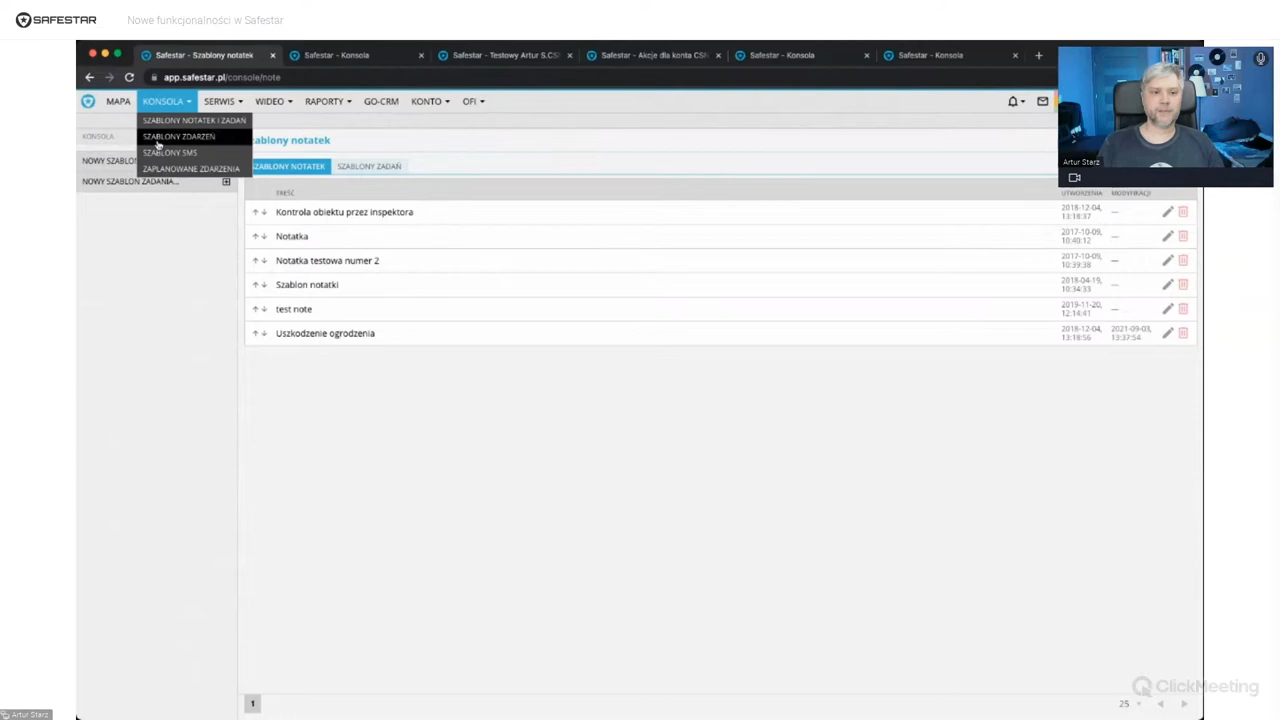 SAFESTAR
Nowe funkcjonalności w Safestar
Safestar - Szablony notatek
Safestar - Konsola
Safestar - Testowy Artur S.CSN
Safestar - Akcje dla konta CSN
Safestar - Konsola
Safestar - Konsola
app.safestar.pl/console/note
MAPA
KONSOLA
SERWIS
WIDEO
RAPORTY
GO-CRM
KONTO
OFI
SZABLONY NOTATEK I ZADAŃ
SZABLONY ZDARZEŃ
SZABLONY SMS
ZAPLANOWANE ZDARZENIA
KONSOLA
NOWY SZABLON
NOWY SZABLON ZADANIA...
zablony notatek
SZABLONY NOTATEK
SZABLONY ZADAŃ
TREŚĆ
UTWORZENIA
MODYFIKACJI
Kontrola obiektu przez inspektora
2018-12-04, 13:18:37
—
Notatka
2017-10-09, 10:40:12
—
Notatka testowa numer 2
2017-10-09, 10:39:38
—
Szablon notatki
2018-04-19, 10:34:33
—
test note
2019-11-20, 12:14:41
—
Uszkodzenie ogrodzenia
2018-12-04, 13:18:56
2021-09-03, 13:37:54
1
25
Artur Starz
ClickMeeting
Artur Starz